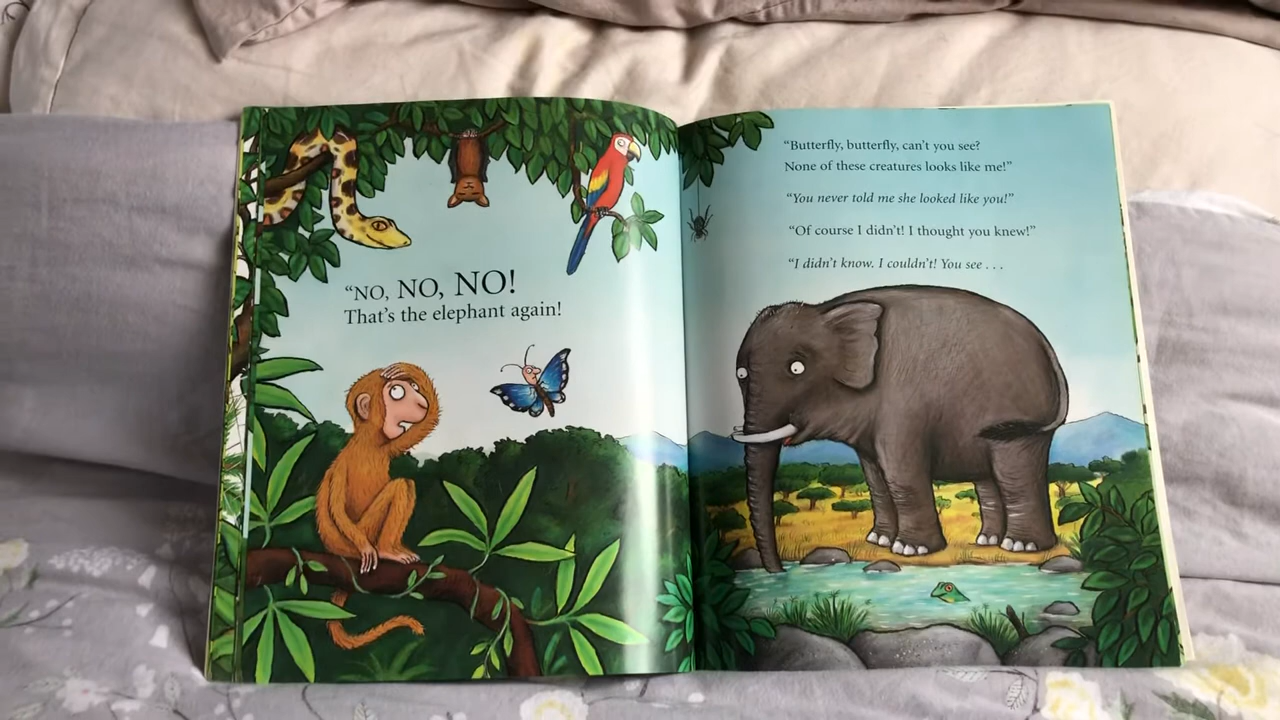 “NO, NO, NO!
That’s the elephant again!
“Butterfly, butterfly, can’t you see?
None of these creatures looks like me!”
“You never told me she looked like you!”
“Of course I didn’t! I thought you knew!”
“I didn’t know. I couldn’t! You see . . .